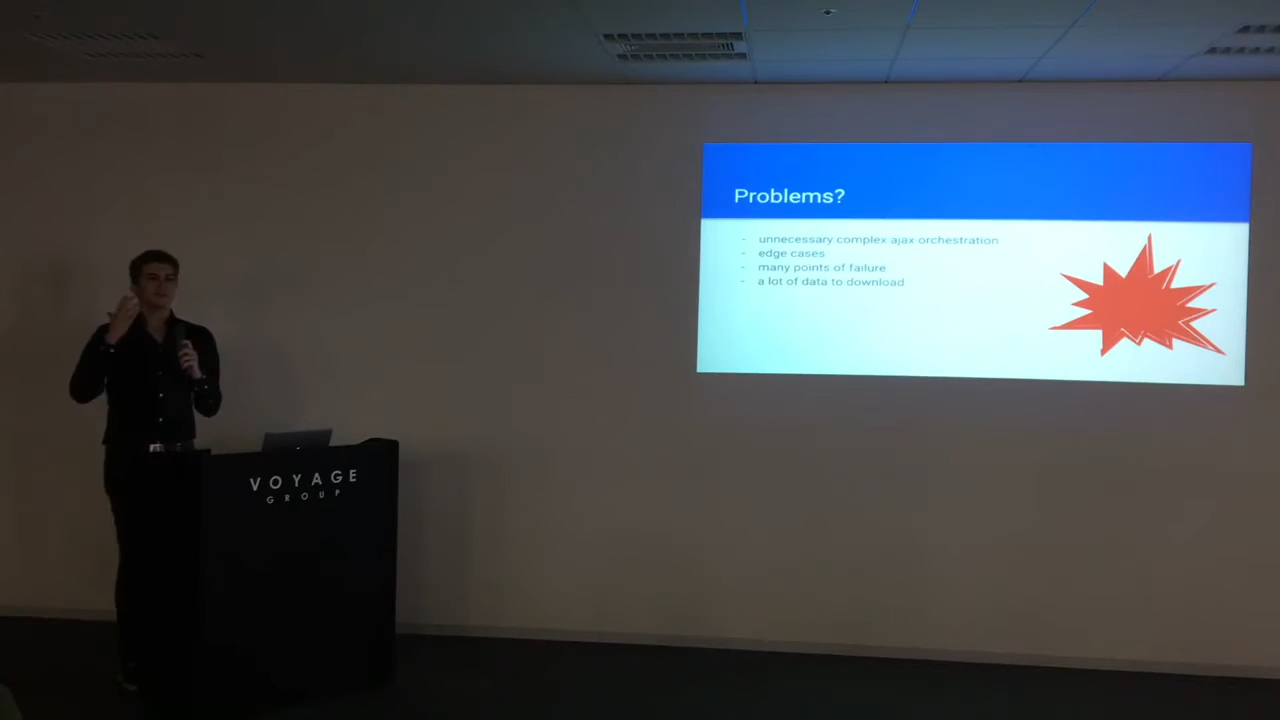 Problems?
- unnecessary complex ajax orchestration
- edge cases
- many points of failure
- a lot of data to download
VOYAGE
GROUP